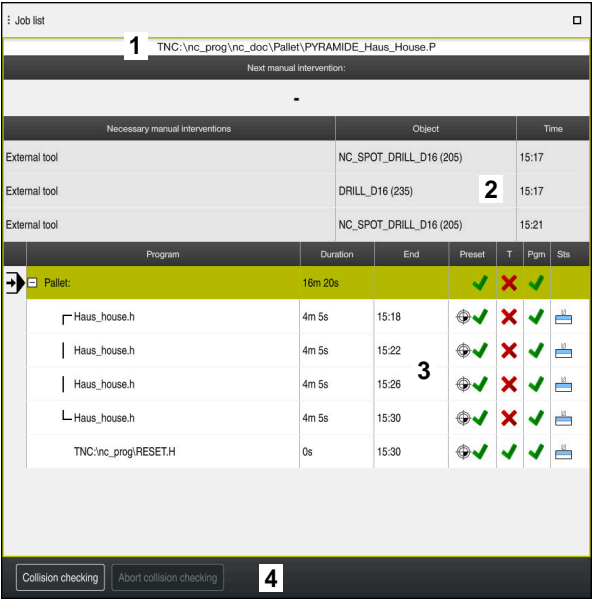 Job list
1
TNC:\nc_prog\nc_doc\Pallet\PYRAMIDE_Haus_House.P
Next manual intervention:
-
Necessary manual interventions Object Time
External tool NC_SPOT_DRILL_D16 (205) 15:17
External tool DRILL_D16 (235) 2 15:17
External tool NC_SPOT_DRILL_D16 (205) 15:21
Program Duration End Preset T Pgm Sts
Pallet: 16m 20s
Haus_house.h 4m 5s 15:18
Haus_house.h 4m 5s 15:22
3
Haus_house.h 4m 5s 15:26
Haus_house.h 4m 5s 15:30
TNC:\nc_prog\RESET.H 0s 15:30
Collision checking Abort collision checking 4